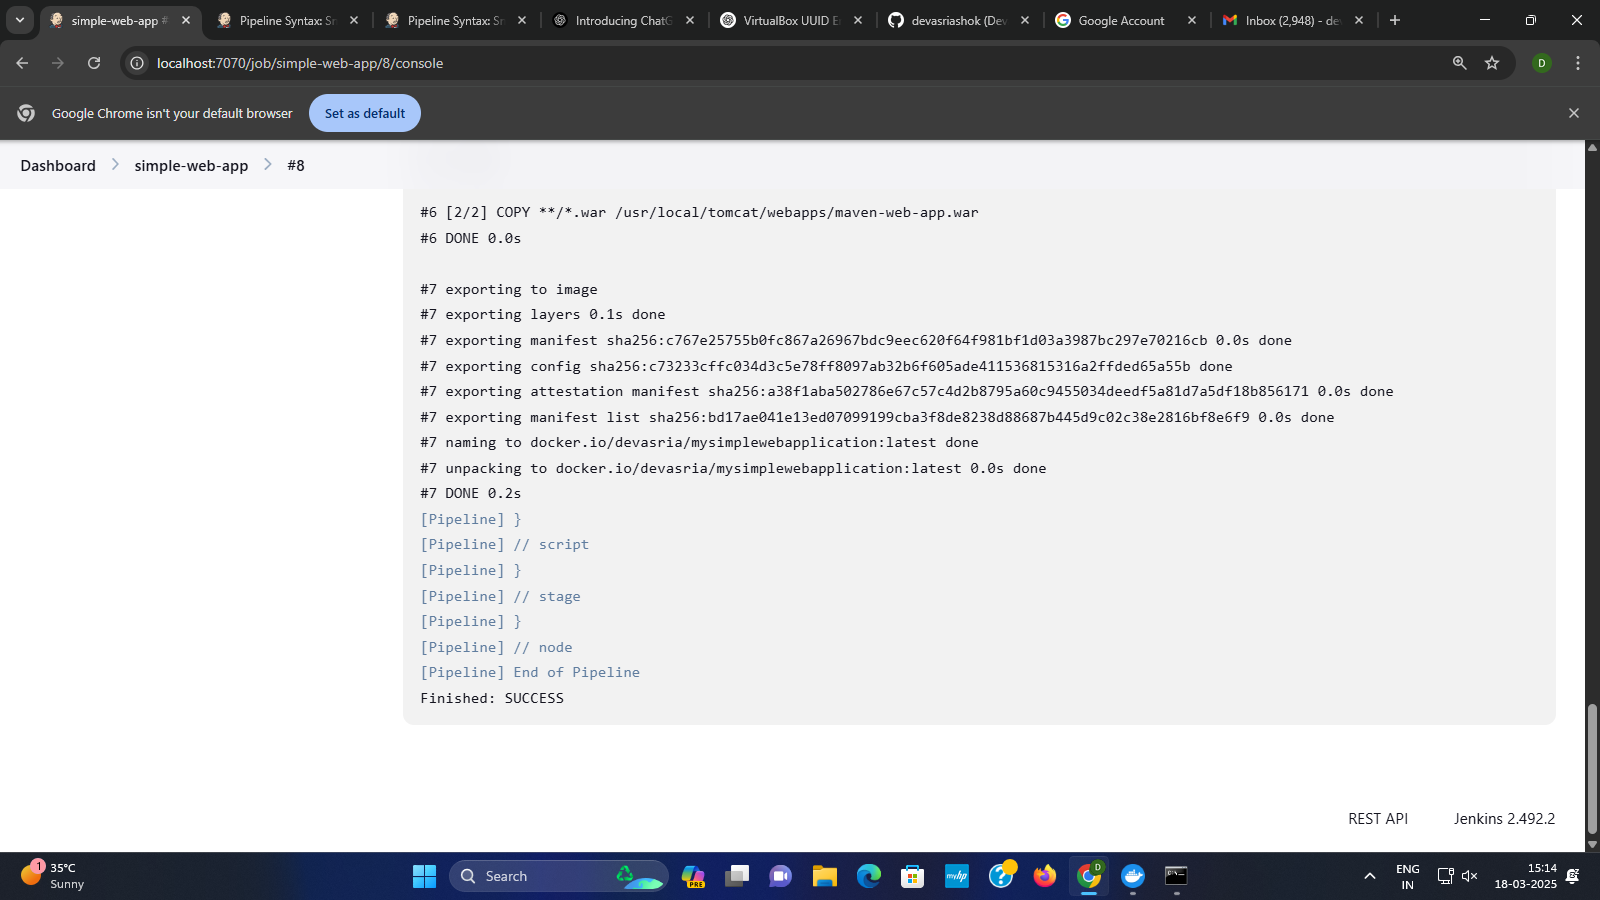 simple-web-app #
Pipeline Syntax: Sn
Pipeline Syntax: Sn
Introducing ChatG
VirtualBox UUID E
devasriashok (Dev
Google Account
Inbox (2,948) - de
localhost:7070/job/simple-web-app/8/console
D
Google Chrome isn't your default browser
Set as default
Dashboard
simple-web-app
#8
#6 [2/2] COPY **/*.war /usr/local/tomcat/webapps/maven-web-app.war
#6 DONE 0.0s
#7 exporting to image
#7 exporting layers 0.1s done
#7 exporting manifest sha256:c767e25755b0fc867a26967bdc9eec620f64f981bf1d03a3987bc297e70216cb 0.0s done
#7 exporting config sha256:c73233cffc034d3c5e78ff8097ab32b6f605ade411536815316a2ffded65a55b done
#7 exporting attestation manifest sha256:a38f1aba502786e67c57c4d2b8795a60c9455034deedf5a81d7a5df18b856171 0.0s done
#7 exporting manifest list sha256:bd17ae041e13ed07099199cba3f8de8238d88687b445d9c02c38e2816bf8e6f9 0.0s done
#7 naming to docker.io/devasria/mysimplewebapplication:latest done
#7 unpacking to docker.io/devasria/mysimplewebapplication:latest 0.0s done
#7 DONE 0.2s
[Pipeline] }
[Pipeline] // script
[Pipeline] }
[Pipeline] // stage
[Pipeline] }
[Pipeline] // node
[Pipeline] End of Pipeline
Finished: SUCCESS
REST API
Jenkins 2.492.2
1
35°C
Sunny
Search
PRE
myhp
D
ENG
IN
15:14
18-03-2025